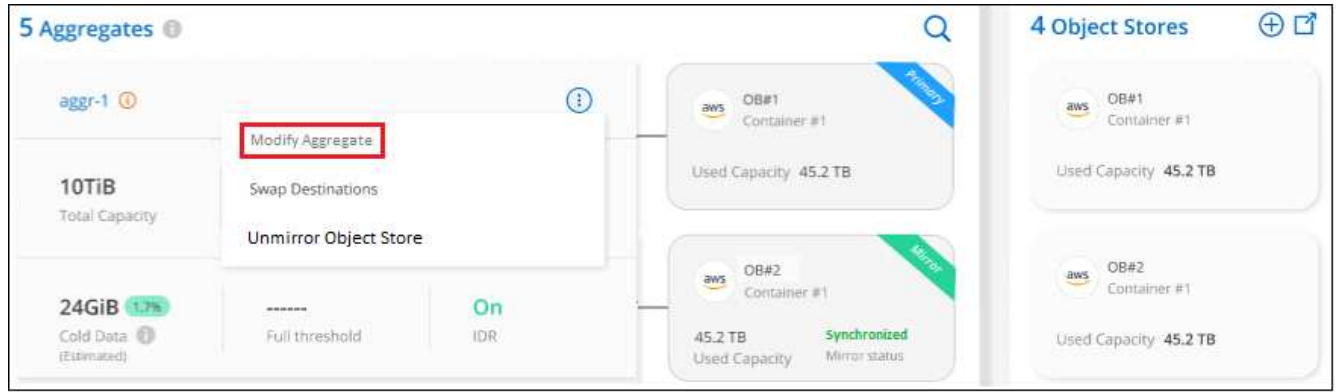 5 Aggregates
4 Object Stores
aggr-1
Modify Aggregate
Swap Destinations
Unmirror Object Store
10TiB
Total Capacity
24GiB 1.7%
Cold Data
(Estimated)
------
Full threshold
On
IDR
Primary
aws
OB#1
Container #1
Used Capacity 45.2 TB
Mirror
aws
OB#2
Container #1
45.2 TB
Used Capacity
Synchronized
Mirror status
aws
OB#1
Container #1
Used Capacity 45.2 TB
aws
OB#2
Container #1
Used Capacity 45.2 TB